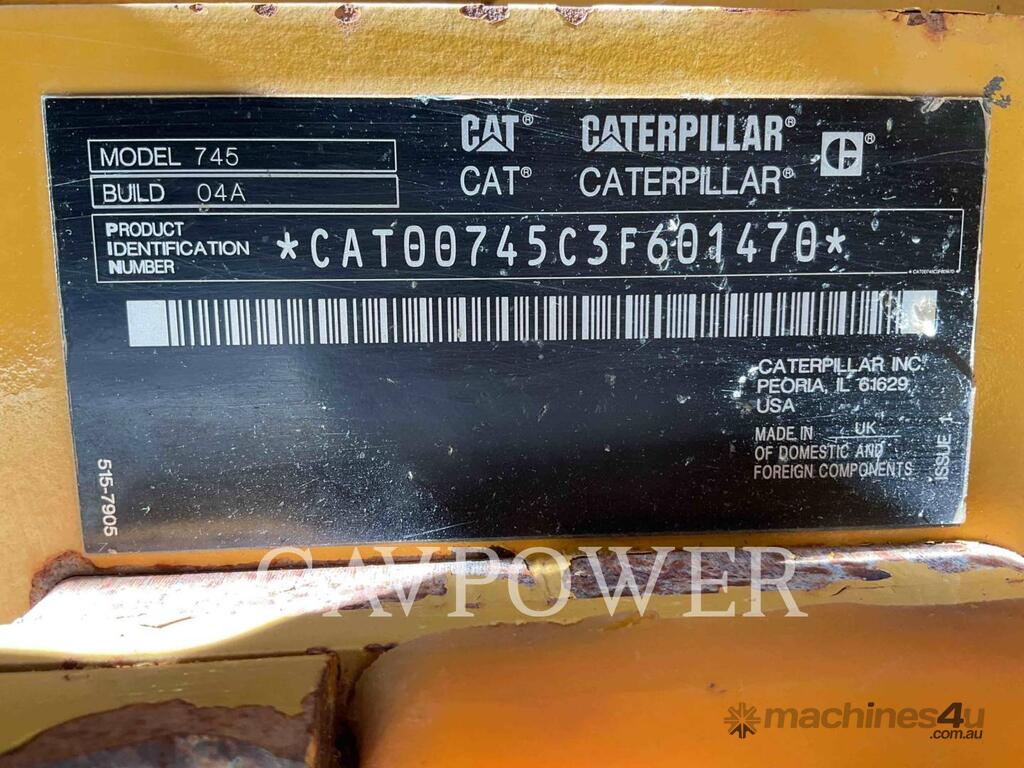 CAT® CATERPILLAR® ®
MODEL 745
CAT® CATERPILLAR®
BUILD 04A
PRODUCT IDENTIFICATION NUMBER
*CAT00745C3F601470*
*CAT00745C3F601470*
CATERPILLAR INC.
PEORIA, IL 61629
USA
MADE IN UK
OF DOMESTIC AND
FOREIGN COMPONENTS
ISSUE 1
515-7905
CAVPOWER
machines4u
.com.au